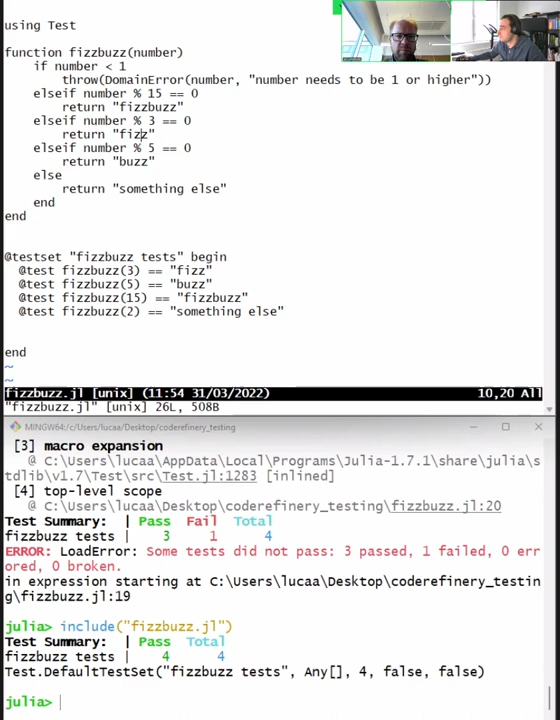 using Test
function fizzbuzz(number)
if number < 1
throw(DomainError(number, "number needs to be 1 or higher"))
elseif number % 15 == 0
return "fizzbuzz"
elseif number % 3 == 0
return "fizz"
elseif number % 5 == 0
return "buzz"
else
return "something else"
end
end
@testset "fizzbuzz tests" begin
@test fizzbuzz(3) == "fizz"
@test fizzbuzz(5) == "buzz"
@test fizzbuzz(15) == "fizzbuzz"
@test fizzbuzz(2) == "something else"
end
~
~
fizzbuzz.jl [unix] (11:54 31/03/2022) 10,20 All
"fizzbuzz.jl" [unix] 26L, 508B
MINGW64:/c/Users/lucaa/Desktop/coderefinery_testing
[3] macro expansion
@ C:\Users\lucaa\AppData\Local\Programs\Julia-1.7.1\share\julia\s
tdlib\v1.7\Test\src\Test.jl:1283 [inlined]
[4] top-level scope
@ C:\Users\lucaa\Desktop\coderefinery_testing\fizzbuzz.jl:20
Test Summary: | Pass Fail Total
fizzbuzz tests | 3 1 4
ERROR: LoadError: Some tests did not pass: 3 passed, 1 failed, 0 err
ored, 0 broken.
in expression starting at C:\Users\lucaa\Desktop\coderefinery_testin
g\fizzbuzz.jl:19
julia> include("fizzbuzz.jl")
Test Summary: | Pass Total
fizzbuzz tests | 4 4
Test.DefaultTestSet("fizzbuzz tests", Any[], 4, false, false)
julia>